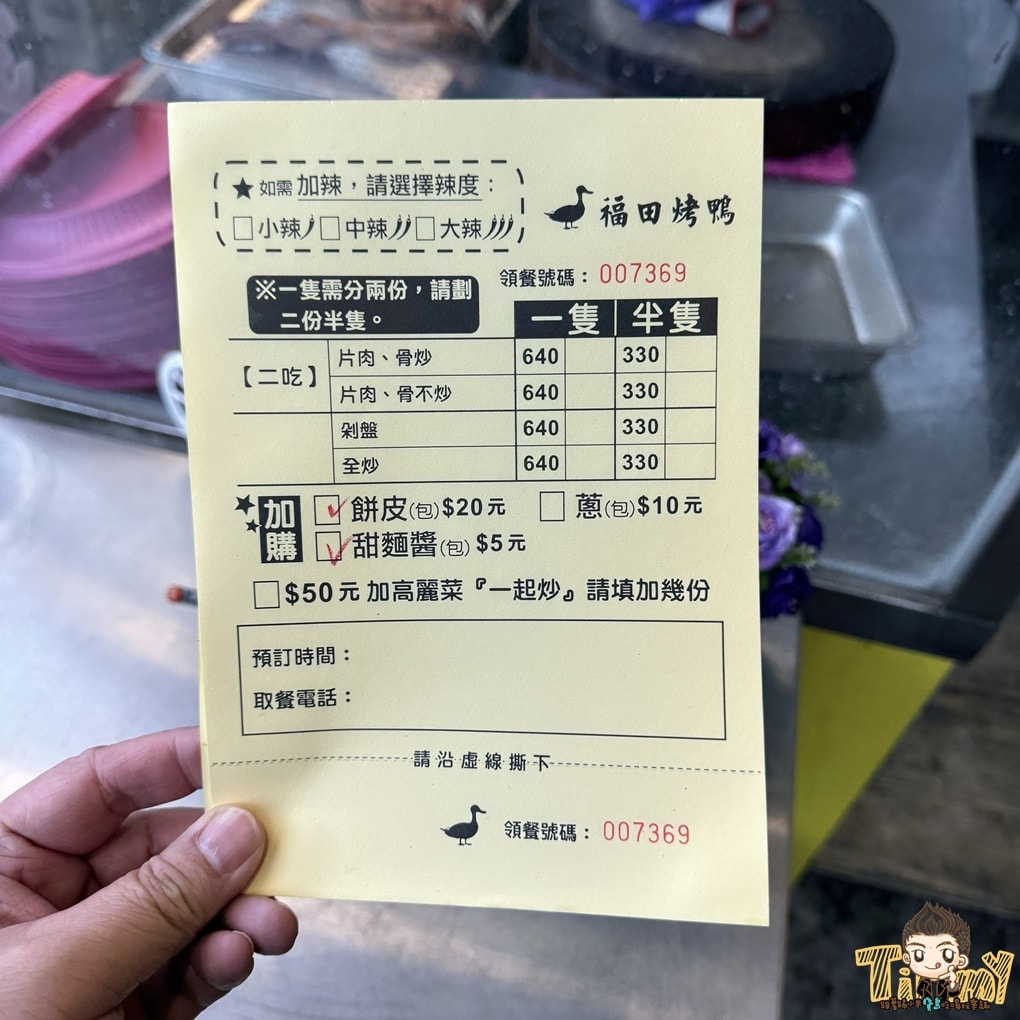 ★如需加辣，請選擇辣度：
□小辣 □中辣 □大辣
福田烤鴨
領餐號碼：007369
※一隻需分兩份，請劃
二份半隻。
一隻 半隻
【二吃】
片肉、骨炒 640 330
片肉、骨不炒 640 330
剁盤 640 330
全炒 640 330
加購
餅皮(包)$20元 □蔥(包)$10元
甜麵醬(包)$5元
□$50元 加高麗菜『一起炒』請填加幾份
預訂時間：
取餐電話：
請沿虛線撕下
領餐號碼：007369